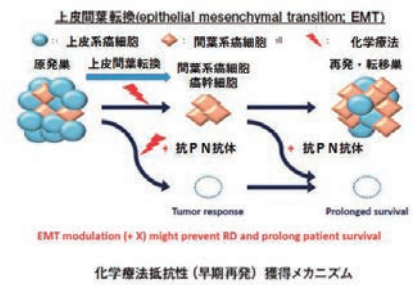 上皮間葉転換(epithelial mesenchymal transition; EMT)
: 上皮系癌細胞 : 間葉系癌細胞 : 化学療法
原発巣 上皮間葉転換 間葉系癌細胞 癌幹細胞 再発・転移巣
+ 抗PN抗体 + 抗PN抗体
Tumor response Prolonged survival
EMT modulation (+ X) might prevent RD and prolong patient survival
化学療法抵抗性(早期再発)獲得メカニズム